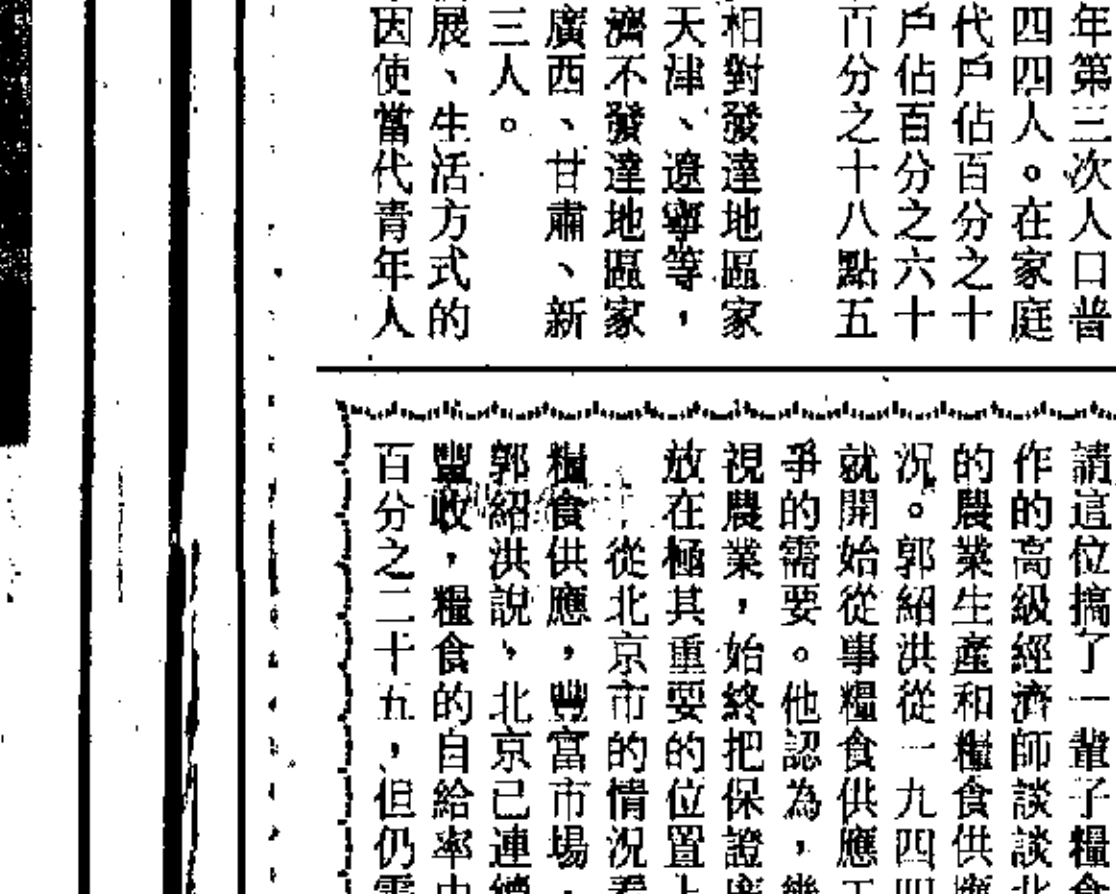 年第三次人口普
四四人。在家庭
代戶佔百分之十
戶佔百分之六十
百分之十八點五
相對發達地區家
天津、遼寧等，
濟不發達地區家
廣西、甘肅、新
三人。
展、生活方式的
因使當代青年人
請這位搞了一輩子糧食
作的高級經濟師談談北
的農業生產和糧食供應
況。郭紹洪從一九四四
就開始從事糧食供應工
爭的需要。他認為，幾
視農業，始終把保證
放在極其重要的位置上
從北京市的情況看
糧食供應，豐富市場，
郭紹洪說、北京已連續
豐收，糧食的自給率由
百分之二十五，但仍需